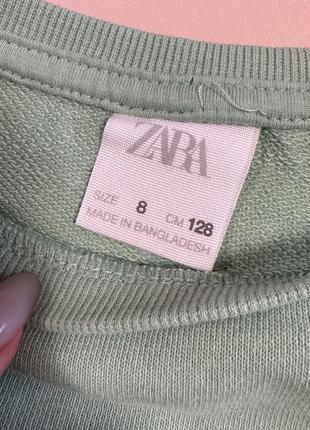 ZARA
SIZE 8 CM 128
MADE IN BANGLADESH